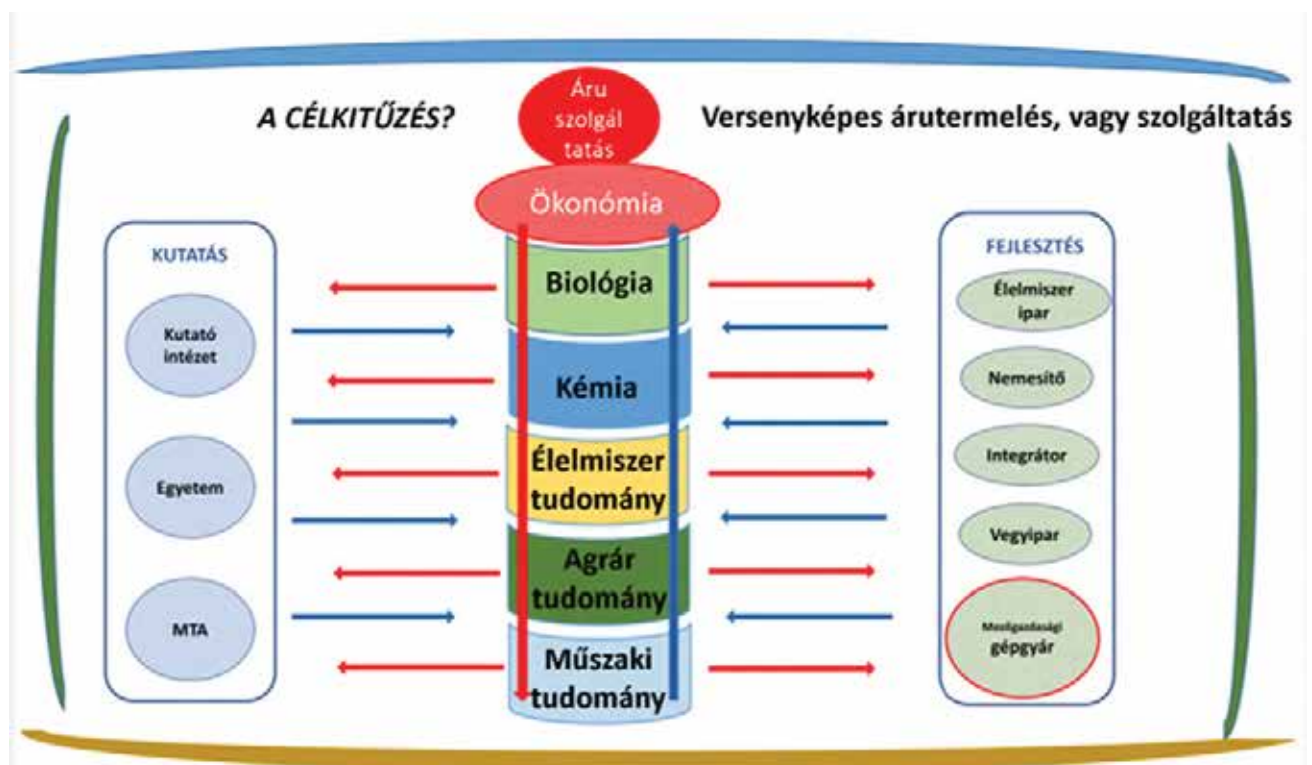 A CÉLKITŰZÉS?
Áru
szolgál
tatás
Versenyképes árutermelés, vagy szolgáltatás
Ökonómia
KUTATÁS
Kutató
intézet
Egyetem
MTA
Biológia
Kémia
Élelmiszer
tudomány
Agrár
tudomány
Műszaki
tudomány
FEJLESZTÉS
Élelmiszer
ipar
Nemesítő
Integrátor
Vegyipar
Mezőgazdasági
gépgyár